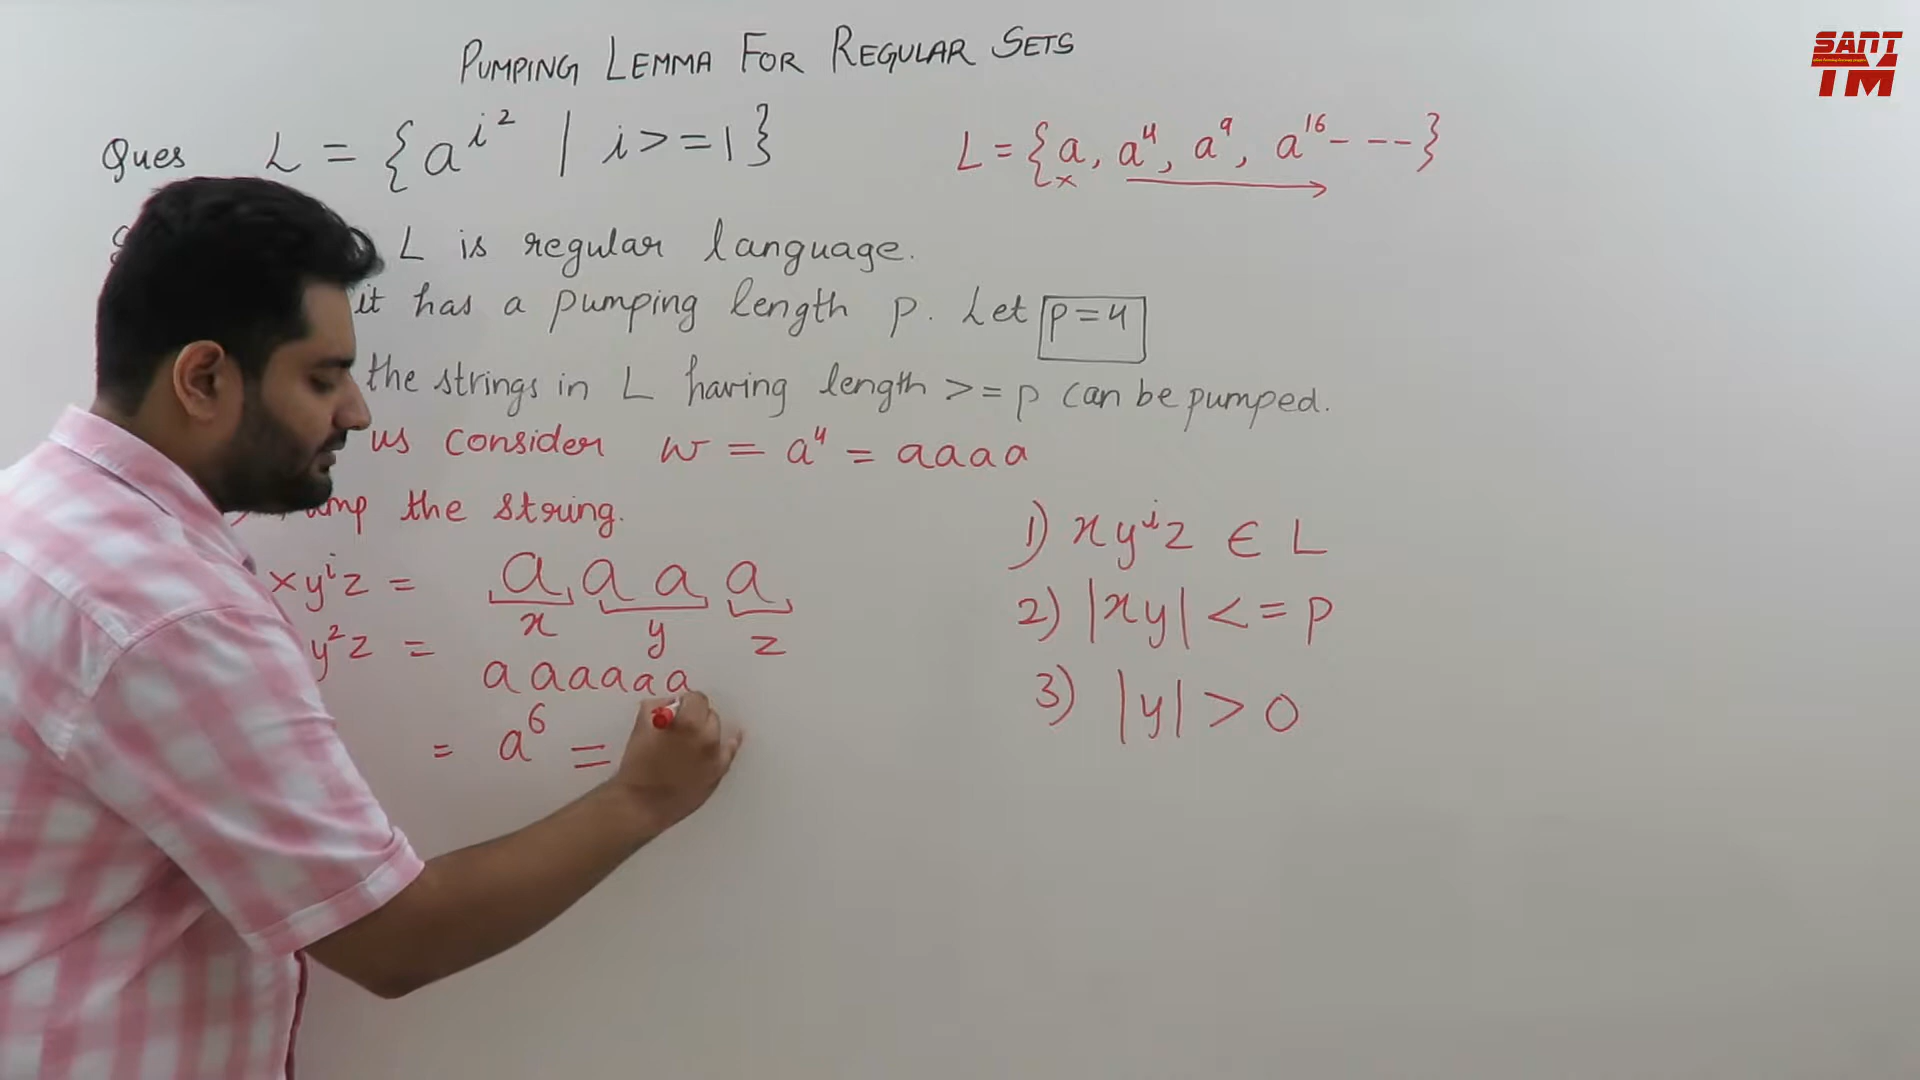 PUMPING LEMMA FOR REGULAR SETS
SANT
TM
Ques L = {a^i^2 | i>=1}
L = {a, a^4, a^9, a^16 ----}
x
L is regular language.
it has a pumping length p. Let p=4
the strings in L having length >= p can be pumped.
us consider w = a^4 = aaaa
the string.
xy^iz = a a a a
x y z
y^2z = a a a a a a
= a^6 =
1) xy^iz ∈ L
2) |xy| <= p
3) |y| > 0